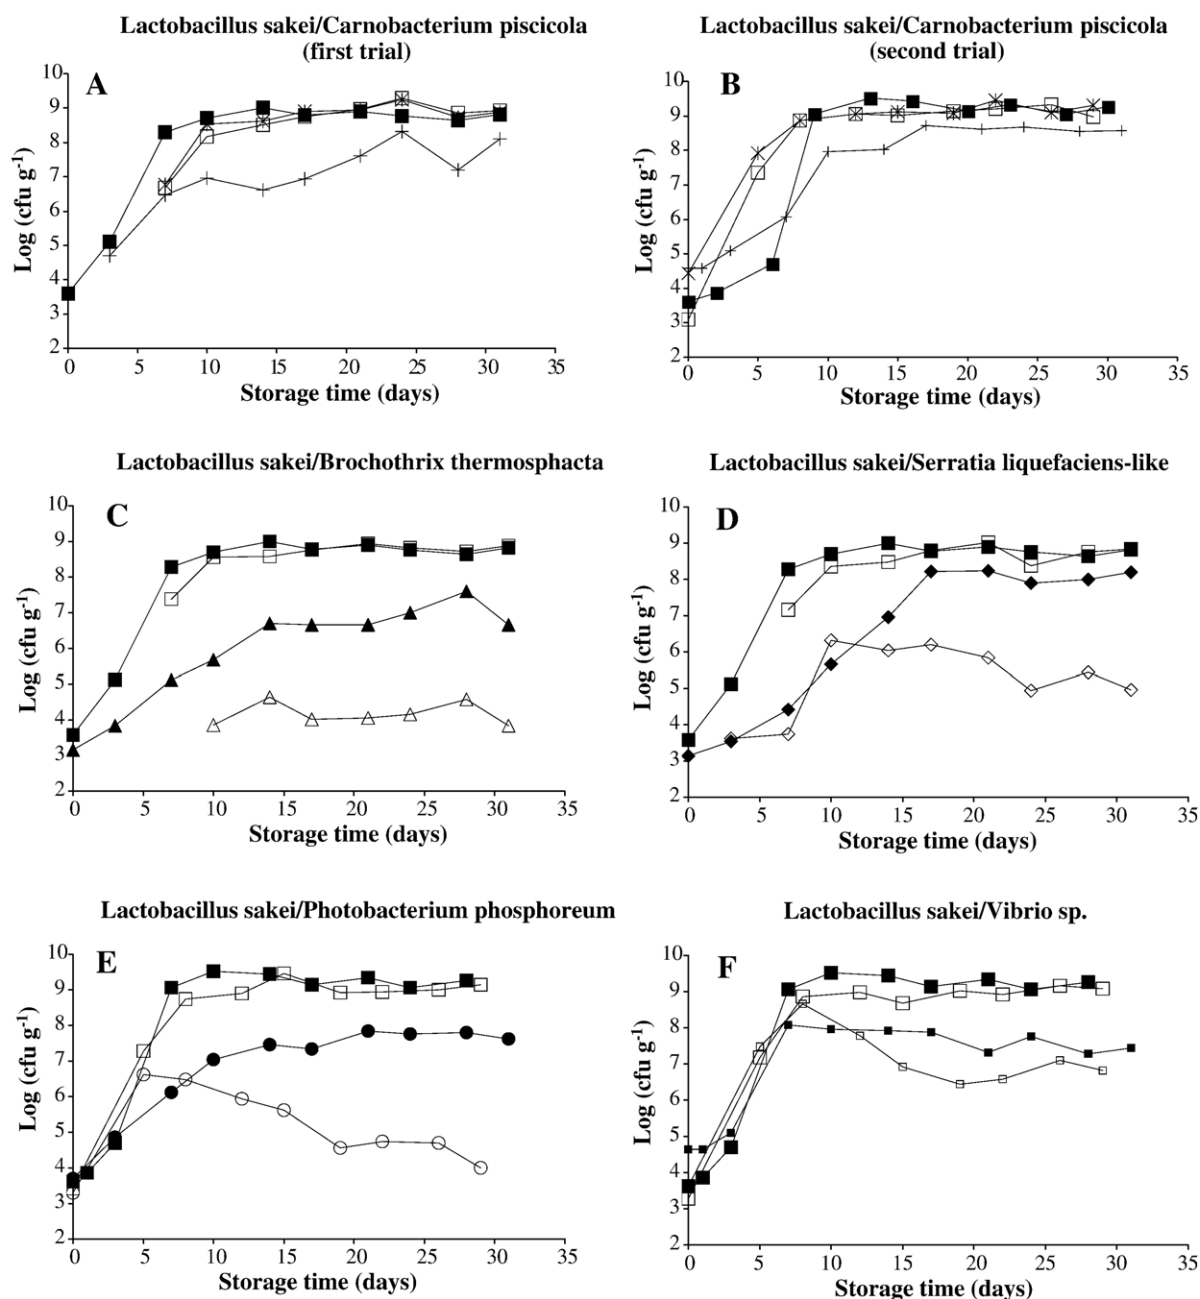 Lactobacillus sakei/Carnobacterium piscicola
(first trial)
A
10
9
8
7
6
5
4
3
2
Log (cfu g-1)
0 5 10 15 20 25 30 35
Storage time (days)
Lactobacillus sakei/Carnobacterium piscicola
(second trial)
B
10
9
8
7
6
5
4
3
2
Log (cfu g-1)
0 5 10 15 20 25 30 35
Storage time (days)
Lactobacillus sakei/Brochothrix thermosphacta
C
10
9
8
7
6
5
4
3
2
Log (cfu g-1)
0 5 10 15 20 25 30 35
Storage time (days)
Lactobacillus sakei/Serratia liquefaciens-like
D
10
9
8
7
6
5
4
3
2
Log (cfu g-1)
0 5 10 15 20 25 30 35
Storage time (days)
Lactobacillus sakei/Photobacterium phosphoreum
E
10
9
8
7
6
5
4
3
2
Log (cfu g-1)
0 5 10 15 20 25 30 35
Storage time (days)
Lactobacillus sakei/Vibrio sp.
F
10
9
8
7
6
5
4
3
2
Log (cfu g-1)
0 5 10 15 20 25 30 35
Storage time (days)